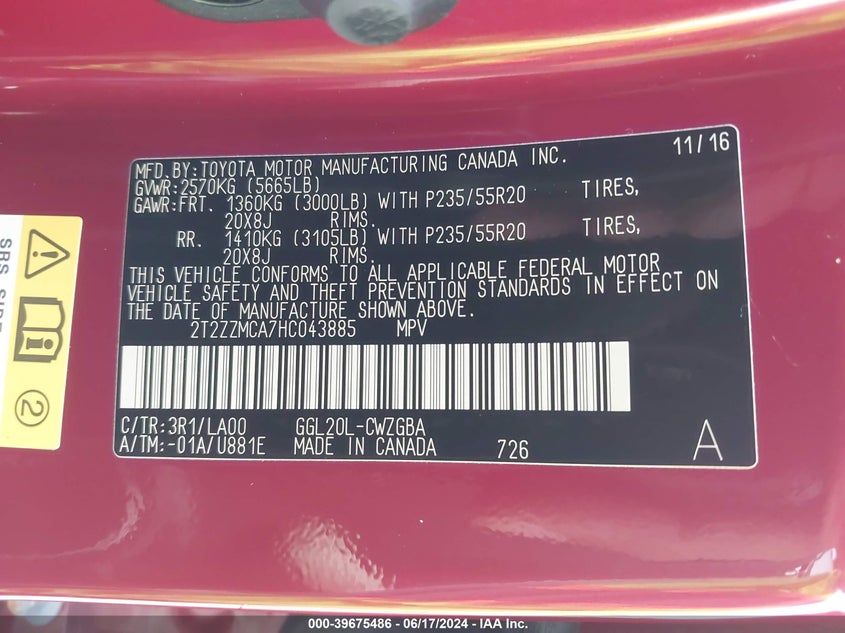 MFD.BY:TOYOTA MOTOR MANUFACTURING CANADA INC. 11/16
GVWR:2570KG (5665LB)
GAWR:FRT. 1360KG (3000LB) WITH P235/55R20 TIRES,
20X8J RIMS.
RR. 1410KG (3105LB) WITH P235/55R20 TIRES,
20X8J RIMS.
THIS VEHICLE CONFORMS TO ALL APPLICABLE FEDERAL MOTOR
VEHICLE SAFETY AND THEFT PREVENTION STANDARDS IN EFFECT ON
THE DATE OF MANUFACTURE SHOWN ABOVE.
2T2ZZMCA7HC043885 MPV
C/TR:3R1/LA00 GGL20L-CWZGBA
A/TM:-01A/U881E MADE IN CANADA 726 A
SRS SIDE
2
000-39675486 - 06/17/2024 - IAA Inc.